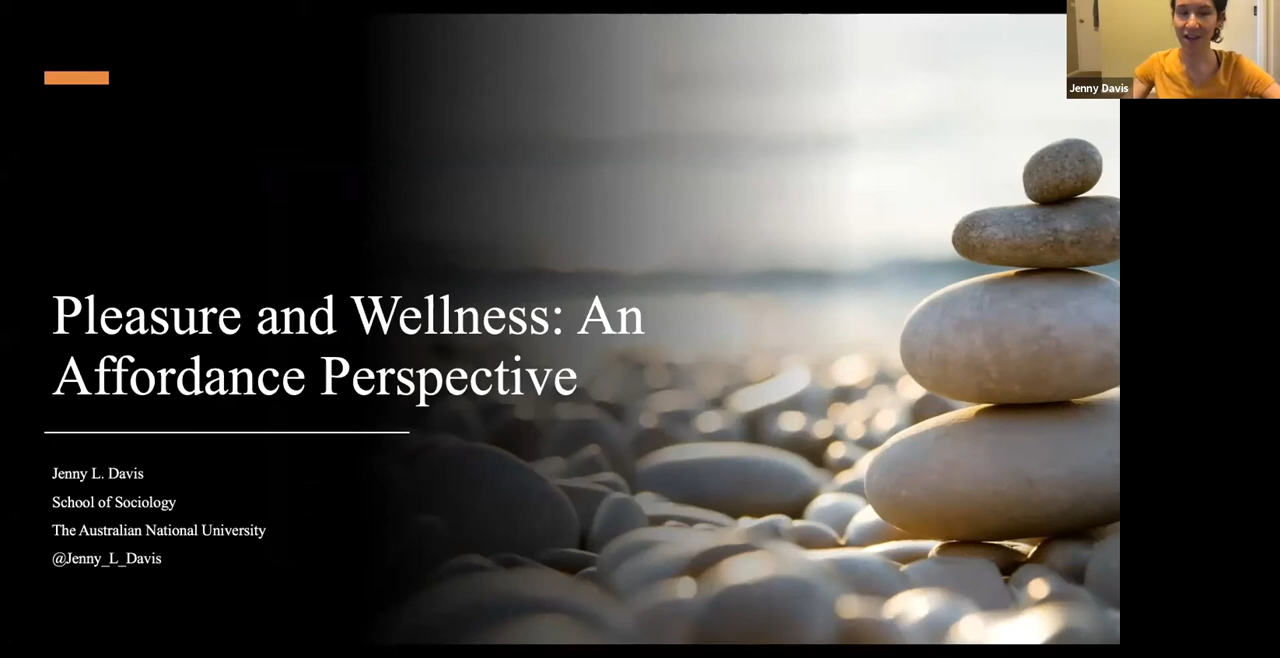 Jenny Davis
Pleasure and Wellness: An
Affordance Perspective
Jenny L. Davis
School of Sociology
The Australian National University
@Jenny_L_Davis